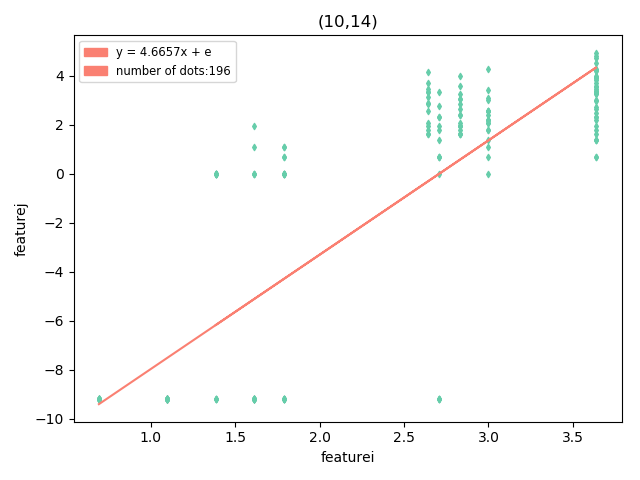 (10,14)
y = 4.6657x + e
number of dots:196
featurej
4
2
0
−2
−4
−6
−8
−10
1.0 1.5 2.0 2.5 3.0 3.5
featurei